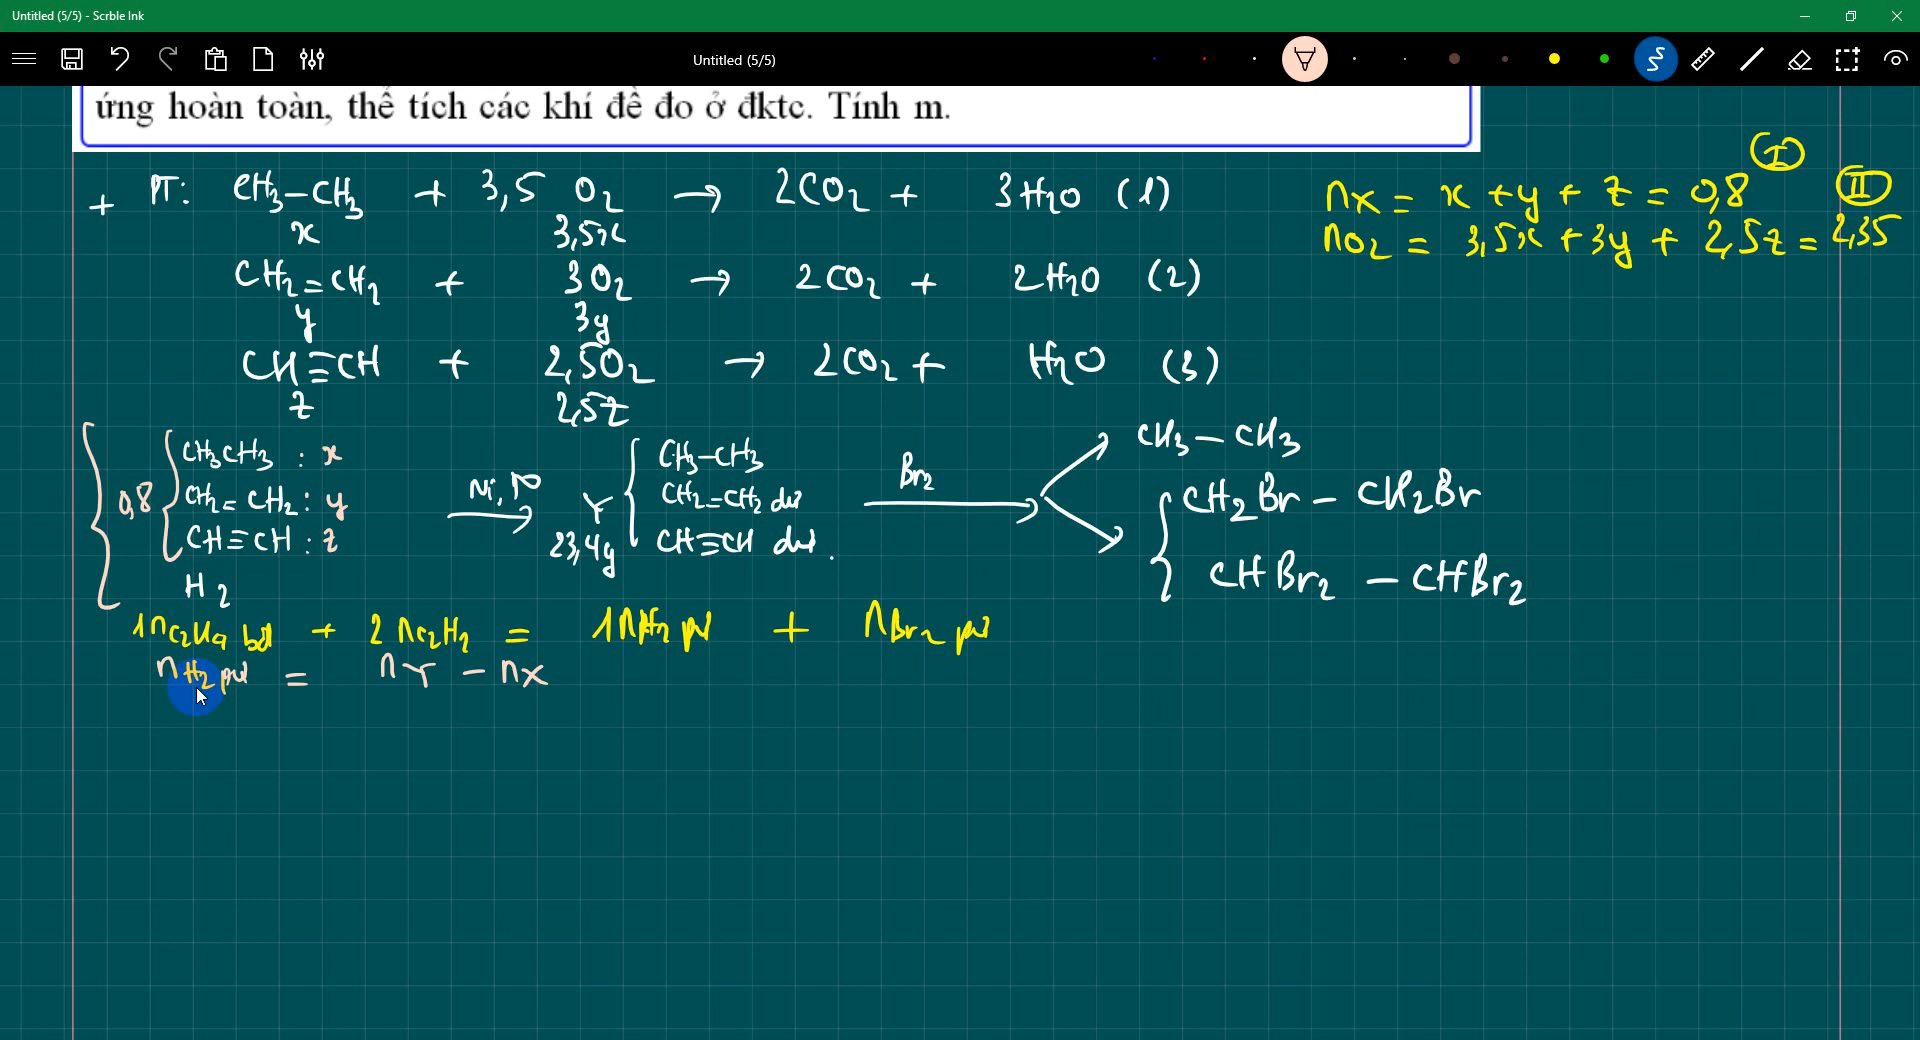 Untitled (5/5) - Scrble Ink
Untitled (5/5)
ứng hoàn toàn, thể tích các khí đề đo ở đktc. Tính m.
+ PT: CH3-CH3 + 3,5 O2 → 2CO2 + 3H2O (1)
x 3,5x
CH2=CH2 + 3O2 → 2CO2 + 2H2O (2)
y 3y
CH≡CH + 2,5O2 → 2CO2 + H2O (3)
z 2,5z
nX = x + y + z = 0,8 (I)
nO2 = 3,5x + 3y + 2,5z = 2,35 (II)
0,8
CH3CH3 : x
CH2=CH2 : y
CH≡CH : z
H2
Ni, to
Y
23,4g
CH3-CH3
CH2=CH2 dư
CH≡CH dư.
Br2
CH3-CH3
CH2Br - CH2Br
CHBr2 - CHBr2
1nC2H4 bđ + 2nC2H2 = 1nH2 pư + nBr2 pư
nH2 pư = nY - nX